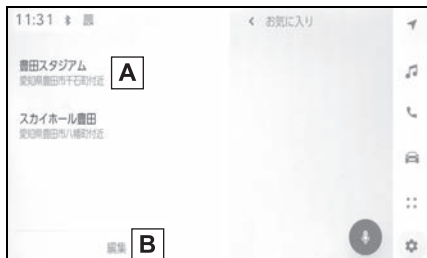 11:31
お気に入り
豊田スタジアム A
愛知県豊田市千石町付近
スカイホール豊田
愛知県豊田市八幡町付近
編集 B